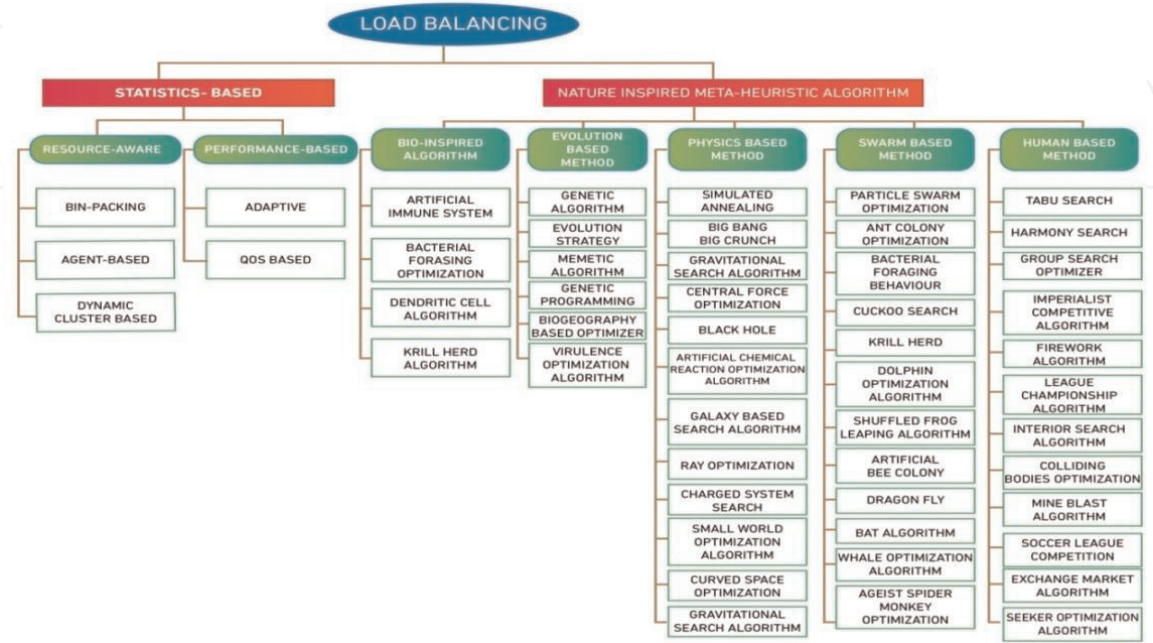 LOAD BALANCING
STATISTICS- BASED
NATURE INSPIRED META-HEURISTIC ALGORITHM
RESOURCE-AWARE
PERFORMANCE-BASED
BIO-INSPIRED
ALGORITHM
EVOLUTION
BASED
METHOD
PHYSICS BASED
METHOD
SWARM BASED
METHOD
HUMAN BASED
METHOD
BIN-PACKING
AGENT-BASED
DYNAMIC
CLUSTER BASED
ADAPTIVE
QOS BASED
ARTIFICIAL
IMMUNE SYSTEM
BACTERIAL
FORASING
OPTIMIZATION
DENDRITIC CELL
ALGORITHM
KRILL HERD
ALGORITHM
GENETIC
ALGORITHM
EVOLUTION
STRATEGY
MEMETIC
ALGORITHM
GENETIC
PROGRAMMING
BIOGEOGRAPHY
BASED OPTIMIZER
VIRULENCE
OPTIMIZATION
ALGORITHM
SIMULATED
ANNEALING
BIG BANG
BIG CRUNCH
GRAVITATIONAL
SEARCH ALGORITHM
CENTRAL FORCE
OPTIMIZATION
BLACK HOLE
ARTIFICIAL CHEMICAL
REACTION OPTIMIZATION
ALGORITHM
GALAXY BASED
SEARCH ALGORITHM
RAY OPTIMIZATION
CHARGED SYSTEM
SEARCH
SMALL WORLD
OPTIMIZATION
ALGORITHM
CURVED SPACE
OPTIMIZATION
GRAVITATIONAL
SEARCH ALGORITHM
PARTICLE SWARM
OPTIMIZATION
ANT COLONY
OPTIMIZATION
BACTERIAL
FORAGING
BEHAVIOUR
CUCKOO SEARCH
KRILL HERD
DOLPHIN
OPTIMIZATION
ALGORITHM
SHUFFLED FROG
LEAPING ALGORITHM
ARTIFICIAL
BEE COLONY
DRAGON FLY
BAT ALGORITHM
WHALE OPTIMIZATION
ALGORITHM
AGEIST SPIDER
MONKEY
OPTIMIZATION
TABU SEARCH
HARMONY SEARCH
GROUP SEARCH
OPTIMIZER
IMPERIALIST
COMPETITIVE
ALGORITHM
FIREWORK
ALGORITHM
LEAGUE
CHAMPIONSHIP
ALGORITHM
INTERIOR SEARCH
ALGORITHM
COLLIDING
BODIES OPTIMIZATION
MINE BLAST
ALGORITHM
SOCCER LEAGUE
COMPETITION
EXCHANGE MARKET
ALGORITHM
SEEKER OPTIMIZATION
ALGORITHM